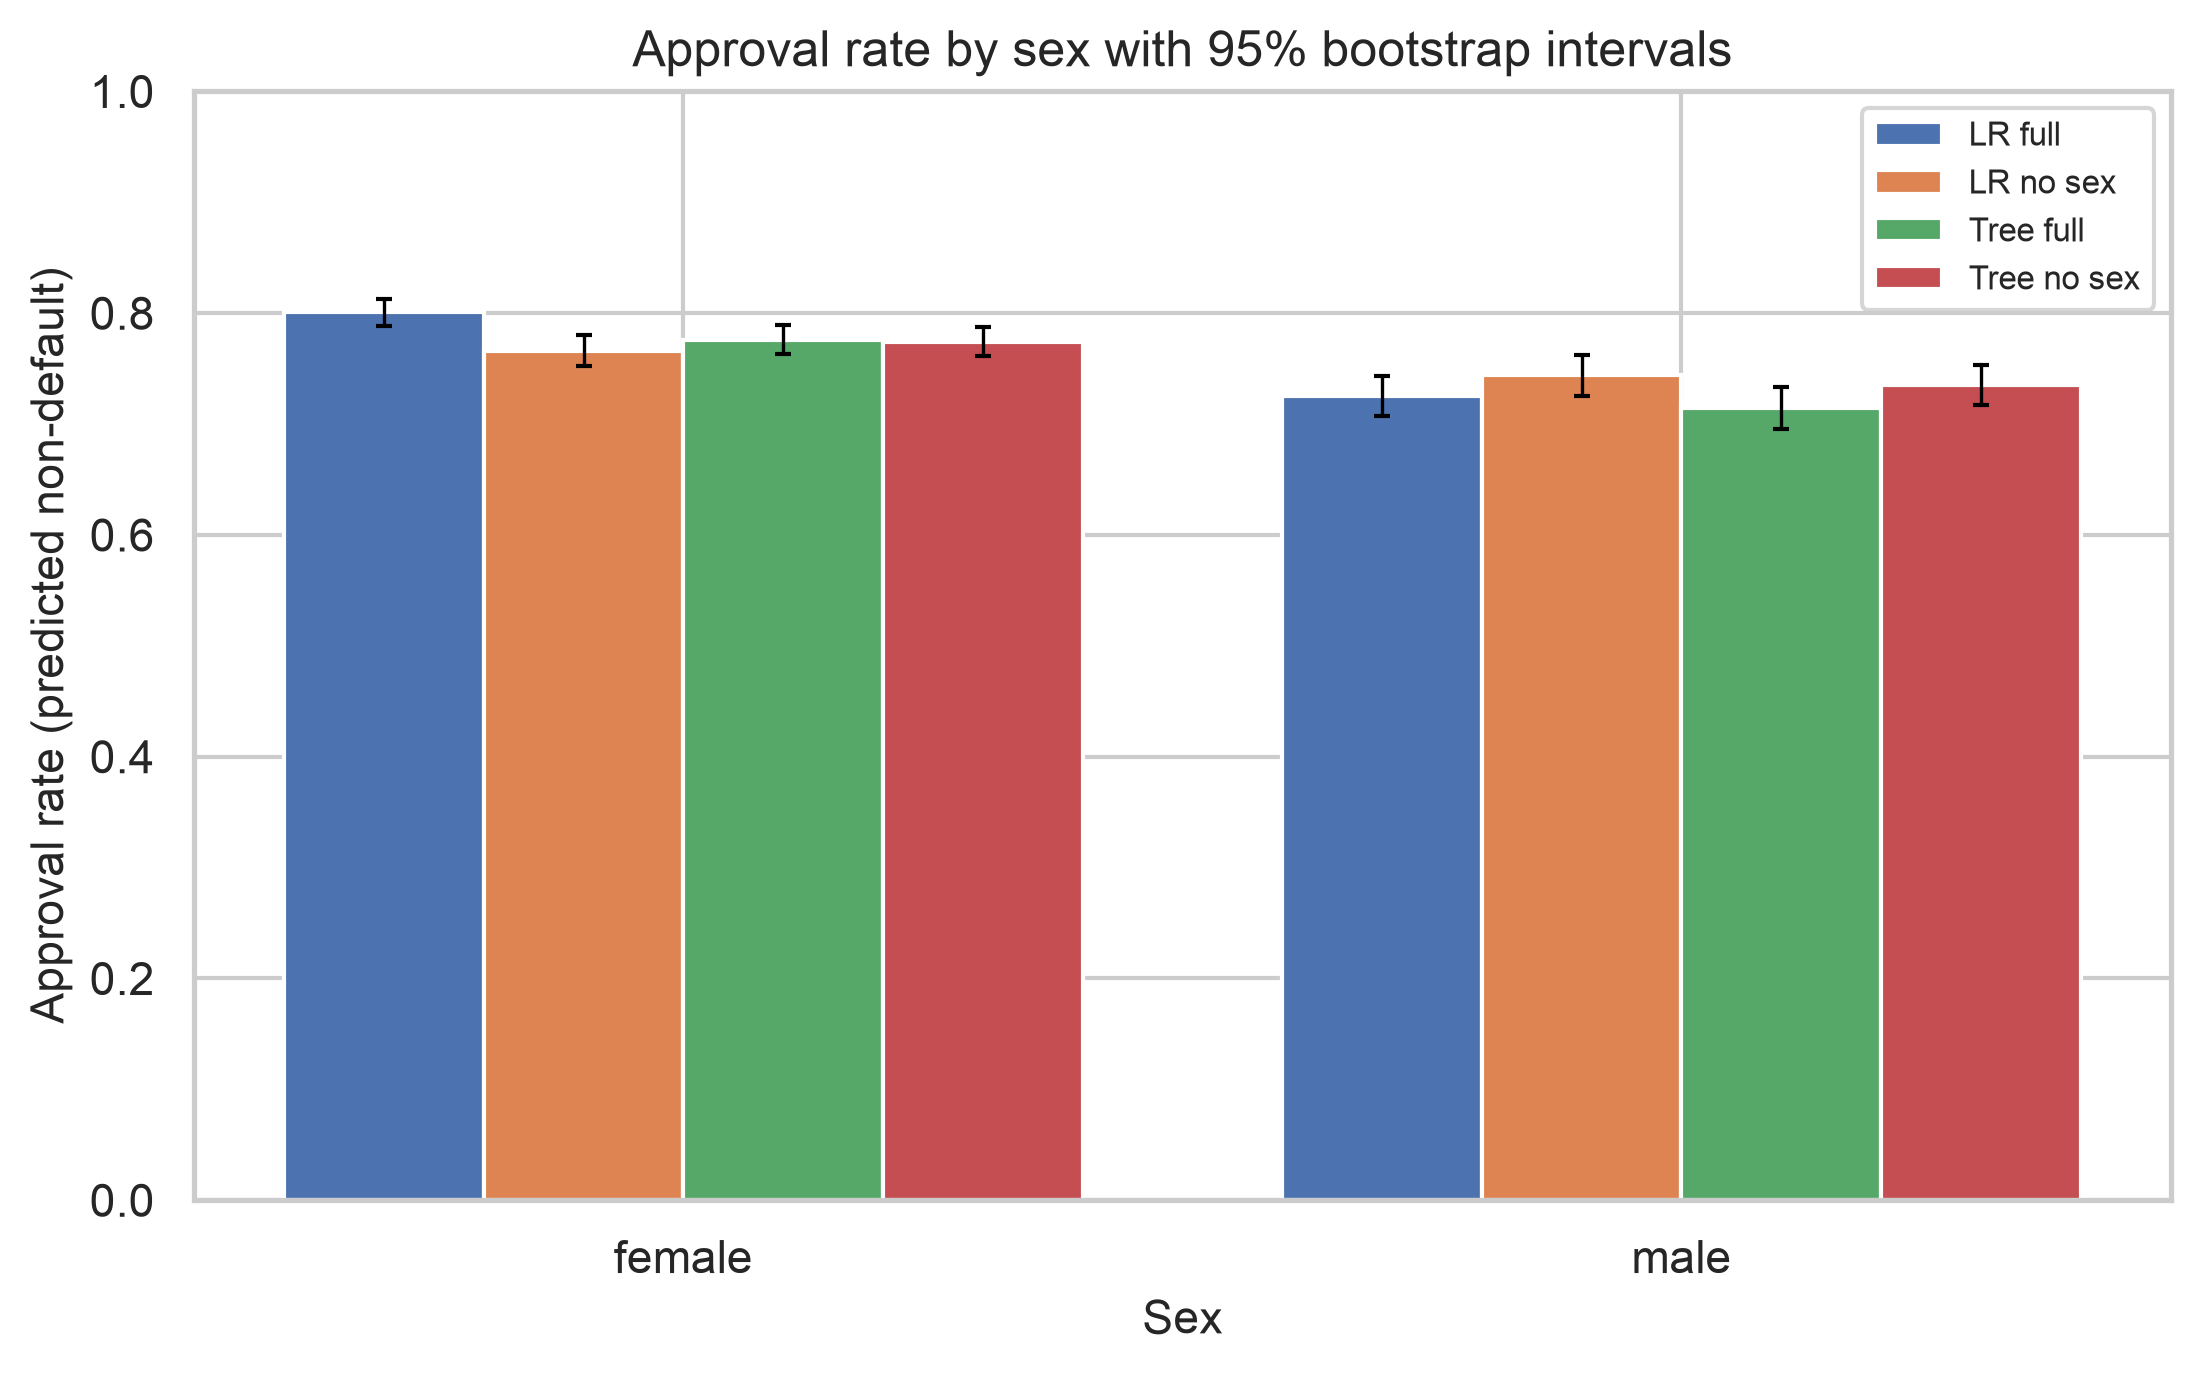 Approval rate by sex with 95% bootstrap intervals
Approval rate (predicted non-default)
1.0
0.8
0.6
0.4
0.2
0.0
LR full
LR no sex
Tree full
Tree no sex
female
male
Sex